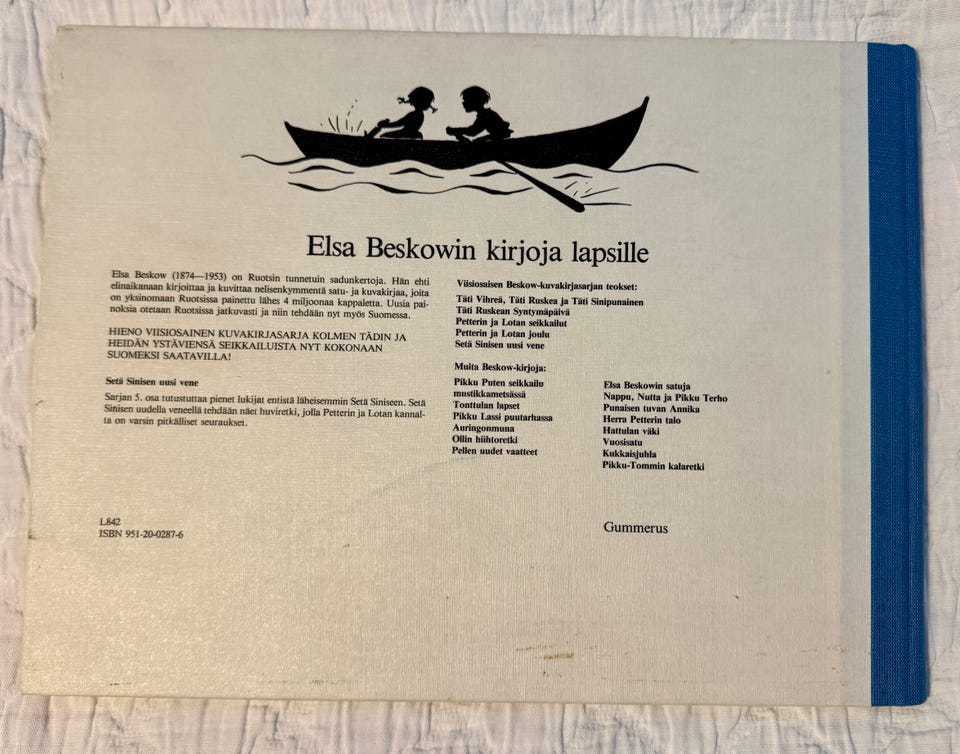 Elsa Beskowin kirjoja lapsille
Elsa Beskow (1874—1953) on Ruotsin tunnetuin sadunkertoja. Hän ehti
elinaikanaan kirjoittaa ja kuvittaa nelisenkymmentä satu- ja kuvakirjaa, joita
on yksinomaan Ruotsissa painettu lähes 4 miljoonaa kappaletta. Uusia pai-
noksia otetaan Ruotsissa jatkuvasti ja niin tehdään nyt myös Suomessa.
HIENO VIISIOSAINEN KUVAKIRJASARJA KOLMEN TÄDIN JA
HEIDÄN YSTÄVIENSÄ SEIKKAILUISTA NYT KOKONAAN
SUOMEKSI SAATAVILLA!
Setä Sinisen uusi vene
Sarjan 5. osa tutustuttaa pienet lukijat entistä läheisemmin Setä Siniseen. Setä
Sinisen uudella veneellä tehdään näet huviretki, jolla Petterin ja Lotan kannal-
ta on varsin pitkälliset seuraukset.
Viisiosaisen Beskow-kuvakirjasarjan teokset:
Täti Vihreä, Täti Ruskea ja Täti Sinipunainen
Täti Ruskean Syntymäpäivä
Petterin ja Lotan seikkailut
Petterin ja Lotan joulu
Setä Sinisen uusi vene
Muita Beskow-kirjoja:
Pikku Puten seikkailu
mustikkametsässä
Tonttulan lapset
Pikku Lassi puutarhassa
Auringonmuna
Ollin hiihtoretki
Pellen uudet vaatteet
Elsa Beskowin satuja
Nappu, Nutta ja Pikku Terho
Punaisen tuvan Annika
Herra Petterin talo
Hattulan väki
Vuosisatu
Kukkaisjuhla
Pikku-Tommin kalaretki
L842
ISBN 951-20-0287-6
Gummerus